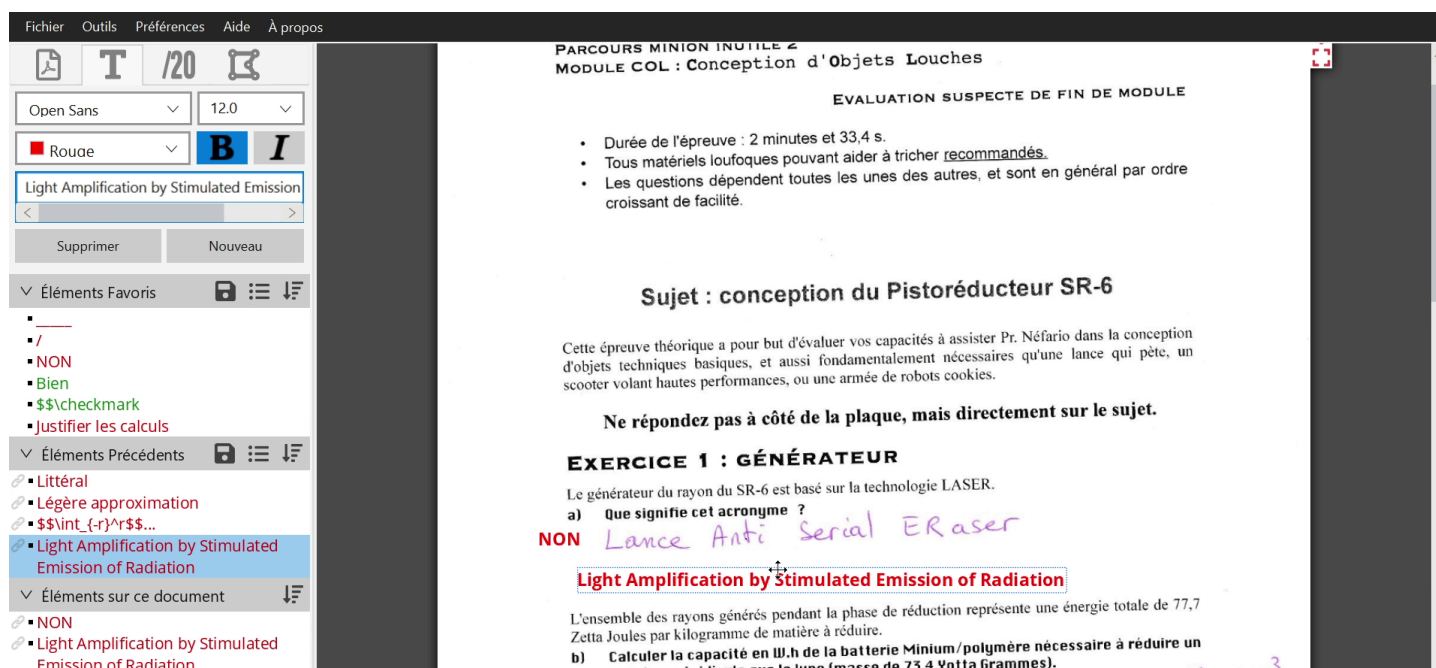 Fichier Outils Préférences Aide À propos
T /20
Open Sans 12.0
Rouge B I
Light Amplification by Stimulated Emission
Supprimer Nouveau
Éléments Favoris
_____
/
NON
Bien
$$\checkmark
Justifier les calculs
Éléments Précédents
Littéral
Légère approximation
$$\int_{-r}^r$$...
Light Amplification by Stimulated
Emission of Radiation
Éléments sur ce document
NON
Light Amplification by Stimulated
Emission of Radiation
PARCOURS MINION INUTILE 2
MODULE COL : Conception d'Objets Louches
EVALUATION SUSPECTE DE FIN DE MODULE
• Durée de l'épreuve : 2 minutes et 33,4 s.
• Tous matériels loufoques pouvant aider à tricher recommandés.
• Les questions dépendent toutes les unes des autres, et sont en général par ordre
croissant de facilité.
Sujet : conception du Pistoréducteur SR-6
Cette épreuve théorique a pour but d'évaluer vos capacités à assister Pr. Néfario dans la conception
d'objets techniques basiques, et aussi fondamentalement nécessaires qu'une lance qui pète, un
scooter volant hautes performances, ou une armée de robots cookies.
Ne répondez pas à côté de la plaque, mais directement sur le sujet.
EXERCICE 1 : GÉNÉRATEUR
Le générateur du rayon du SR-6 est basé sur la technologie LASER.
a) Que signifie cet acronyme ?
NON Lance Anti Serial ERaser
Light Amplification by Stimulated Emission of Radiation
L'ensemble des rayons générés pendant la phase de réduction représente une énergie totale de 77,7
Zetta Joules par kilogramme de matière à réduire.
b) Calculer la capacité en W.h de la batterie Minium/polymère nécessaire à réduire un
la lune (masse de 73,4 Yotta Grammes).
3